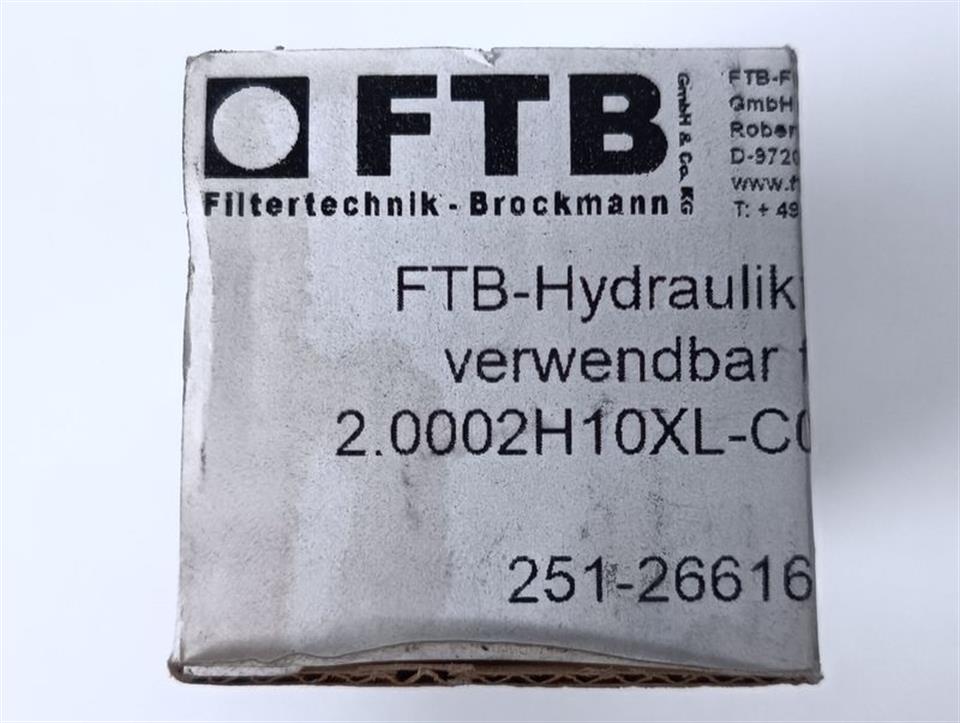 FTB
GmbH & Co. KG
Filtertechnik - Brockmann
FTB-F
GmbH
Rober
D-9720
www.f
T: + 49
FTB-Hydraulik
verwendbar f
2.0002H10XL-C0
251-26616